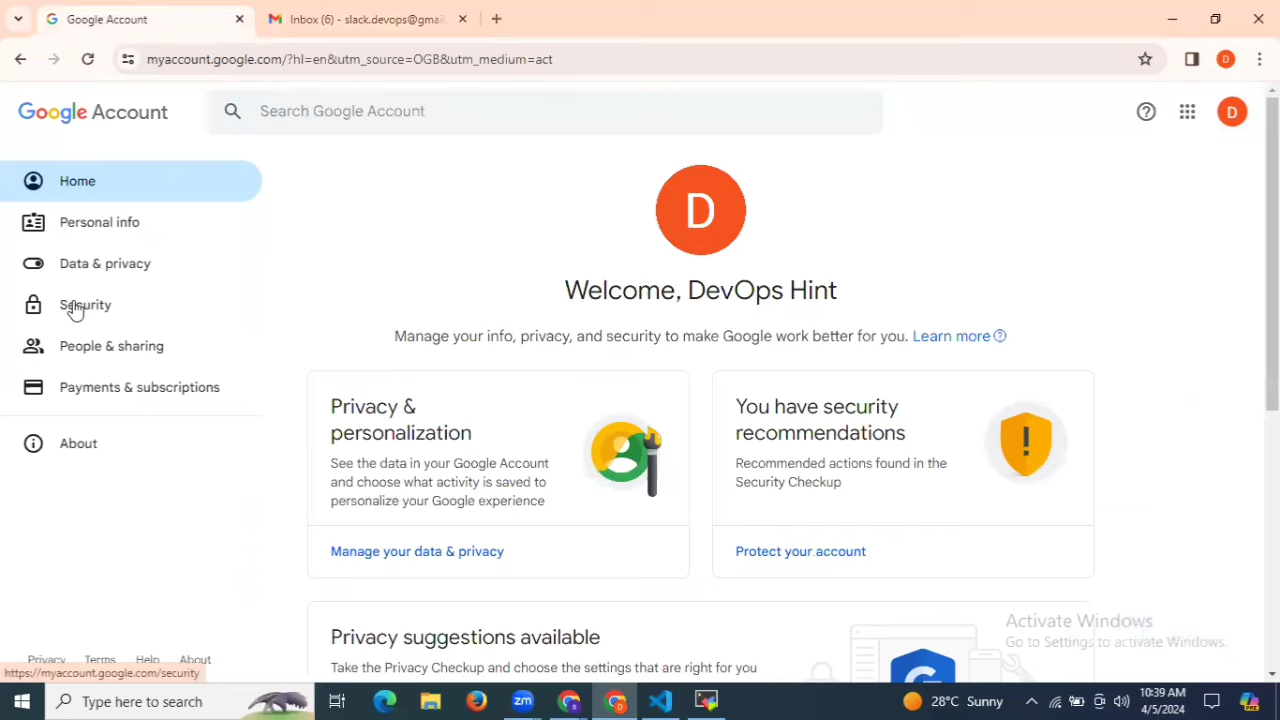 Google Account
Inbox (6) - slack.devops@gmai
myaccount.google.com/?hl=en&utm_source=OGB&utm_medium=act
D
Google Account
Search Google Account
D
Home
Personal info
Data & privacy
Security
People & sharing
Payments & subscriptions
About
D
Welcome, DevOps Hint
Manage your info, privacy, and security to make Google work better for you. Learn more
Privacy &
personalization
See the data in your Google Account
and choose what activity is saved to
personalize your Google experience
Manage your data & privacy
You have security
recommendations
Recommended actions found in the
Security Checkup
Protect your account
Privacy suggestions available
Take the Privacy Checkup and choose the settings that are right for you
G
Activate Windows
Go to Settings to activate Windows.
Privacy Terms Help About
https://myaccount.google.com/security
Type here to search
zm
28°C Sunny
10:39 AM
4/5/2024